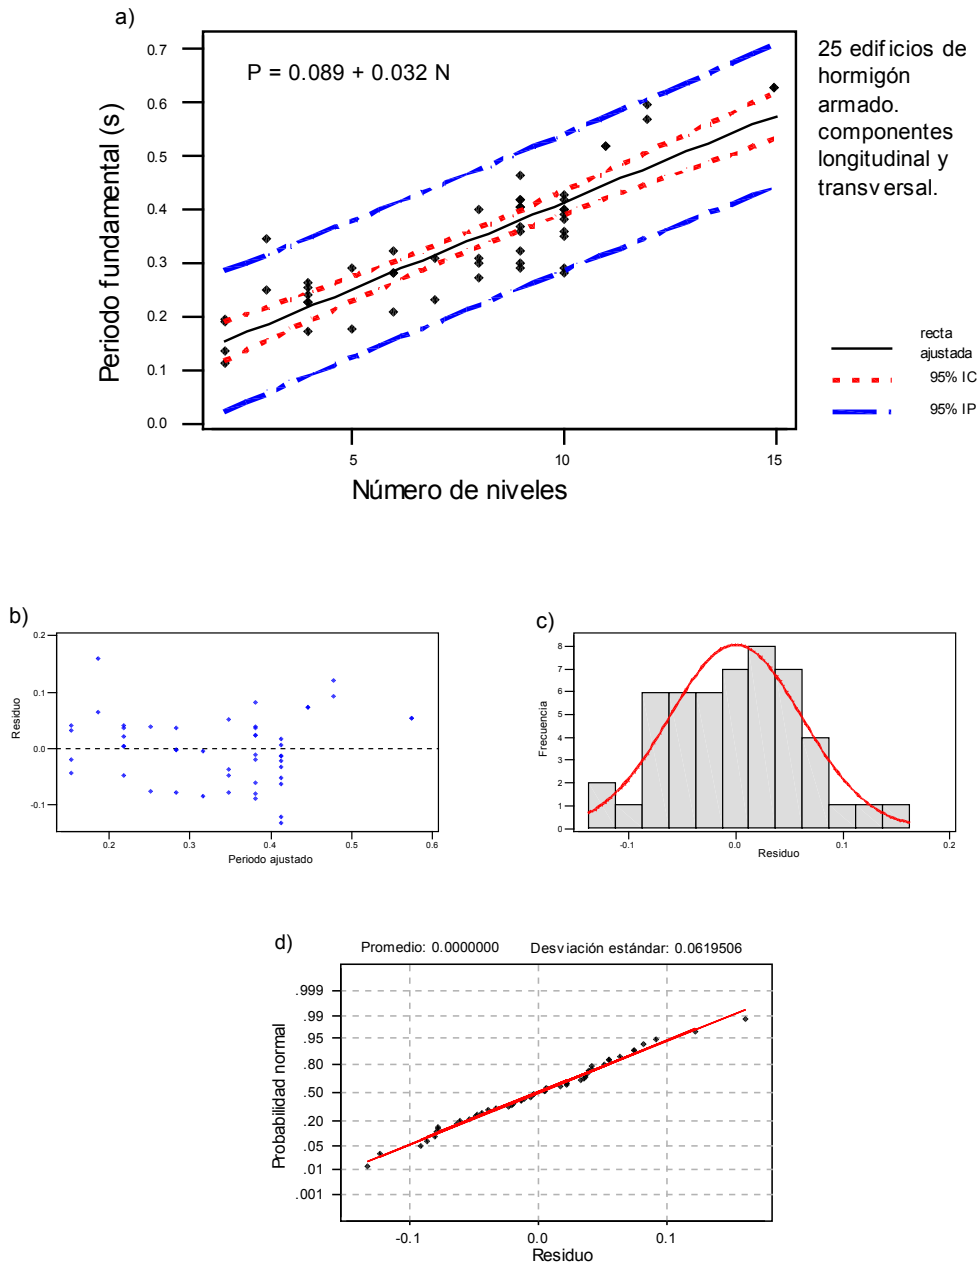 a)
P = 0.089 + 0.032 N
0.7
0.6
0.5
0.4
0.3
0.2
0.1
0.0
Periodo fundamental (s)
5
10
15
Número de niveles
25 edificios de
hormigón
armado.
componentes
longitudinal y
transversal.
recta
ajustada
95% IC
95% IP
b)
0.2
0.1
0.0
-0.1
Residuo
0.2
0.3
0.4
0.5
0.6
Periodo ajustado
c)
8
7
6
5
4
3
2
1
0
Frecuencia
-0.1
0.0
0.1
0.2
Residuo
d)
Promedio: 0.0000000
Desviación estándar: 0.0619506
.999
.99
.95
.80
.50
.20
.05
.01
.001
Probabilidad normal
-0.1
0.0
0.1
Residuo